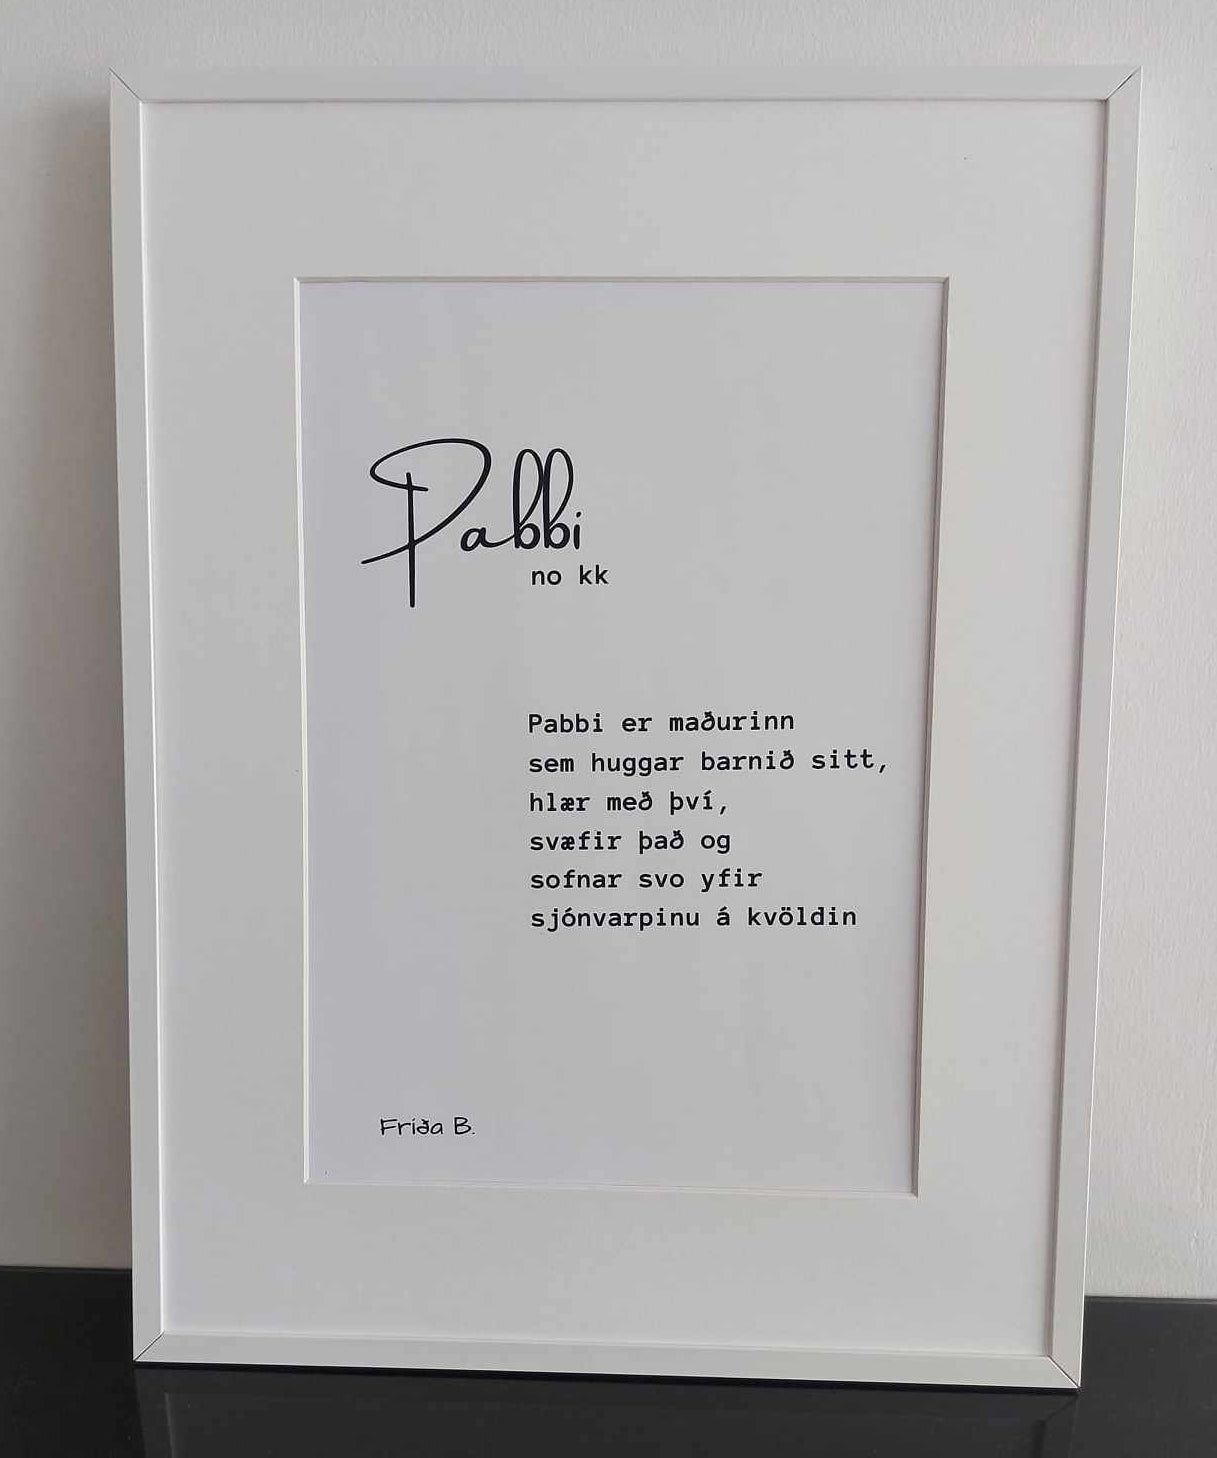 Pabbi
no kk
Pabbi er maðurinn
sem huggar barnið sitt,
hlær með því,
svæfir það og
sofnar svo yfir
sjónvarpinu á kvöldin
Fríða B.